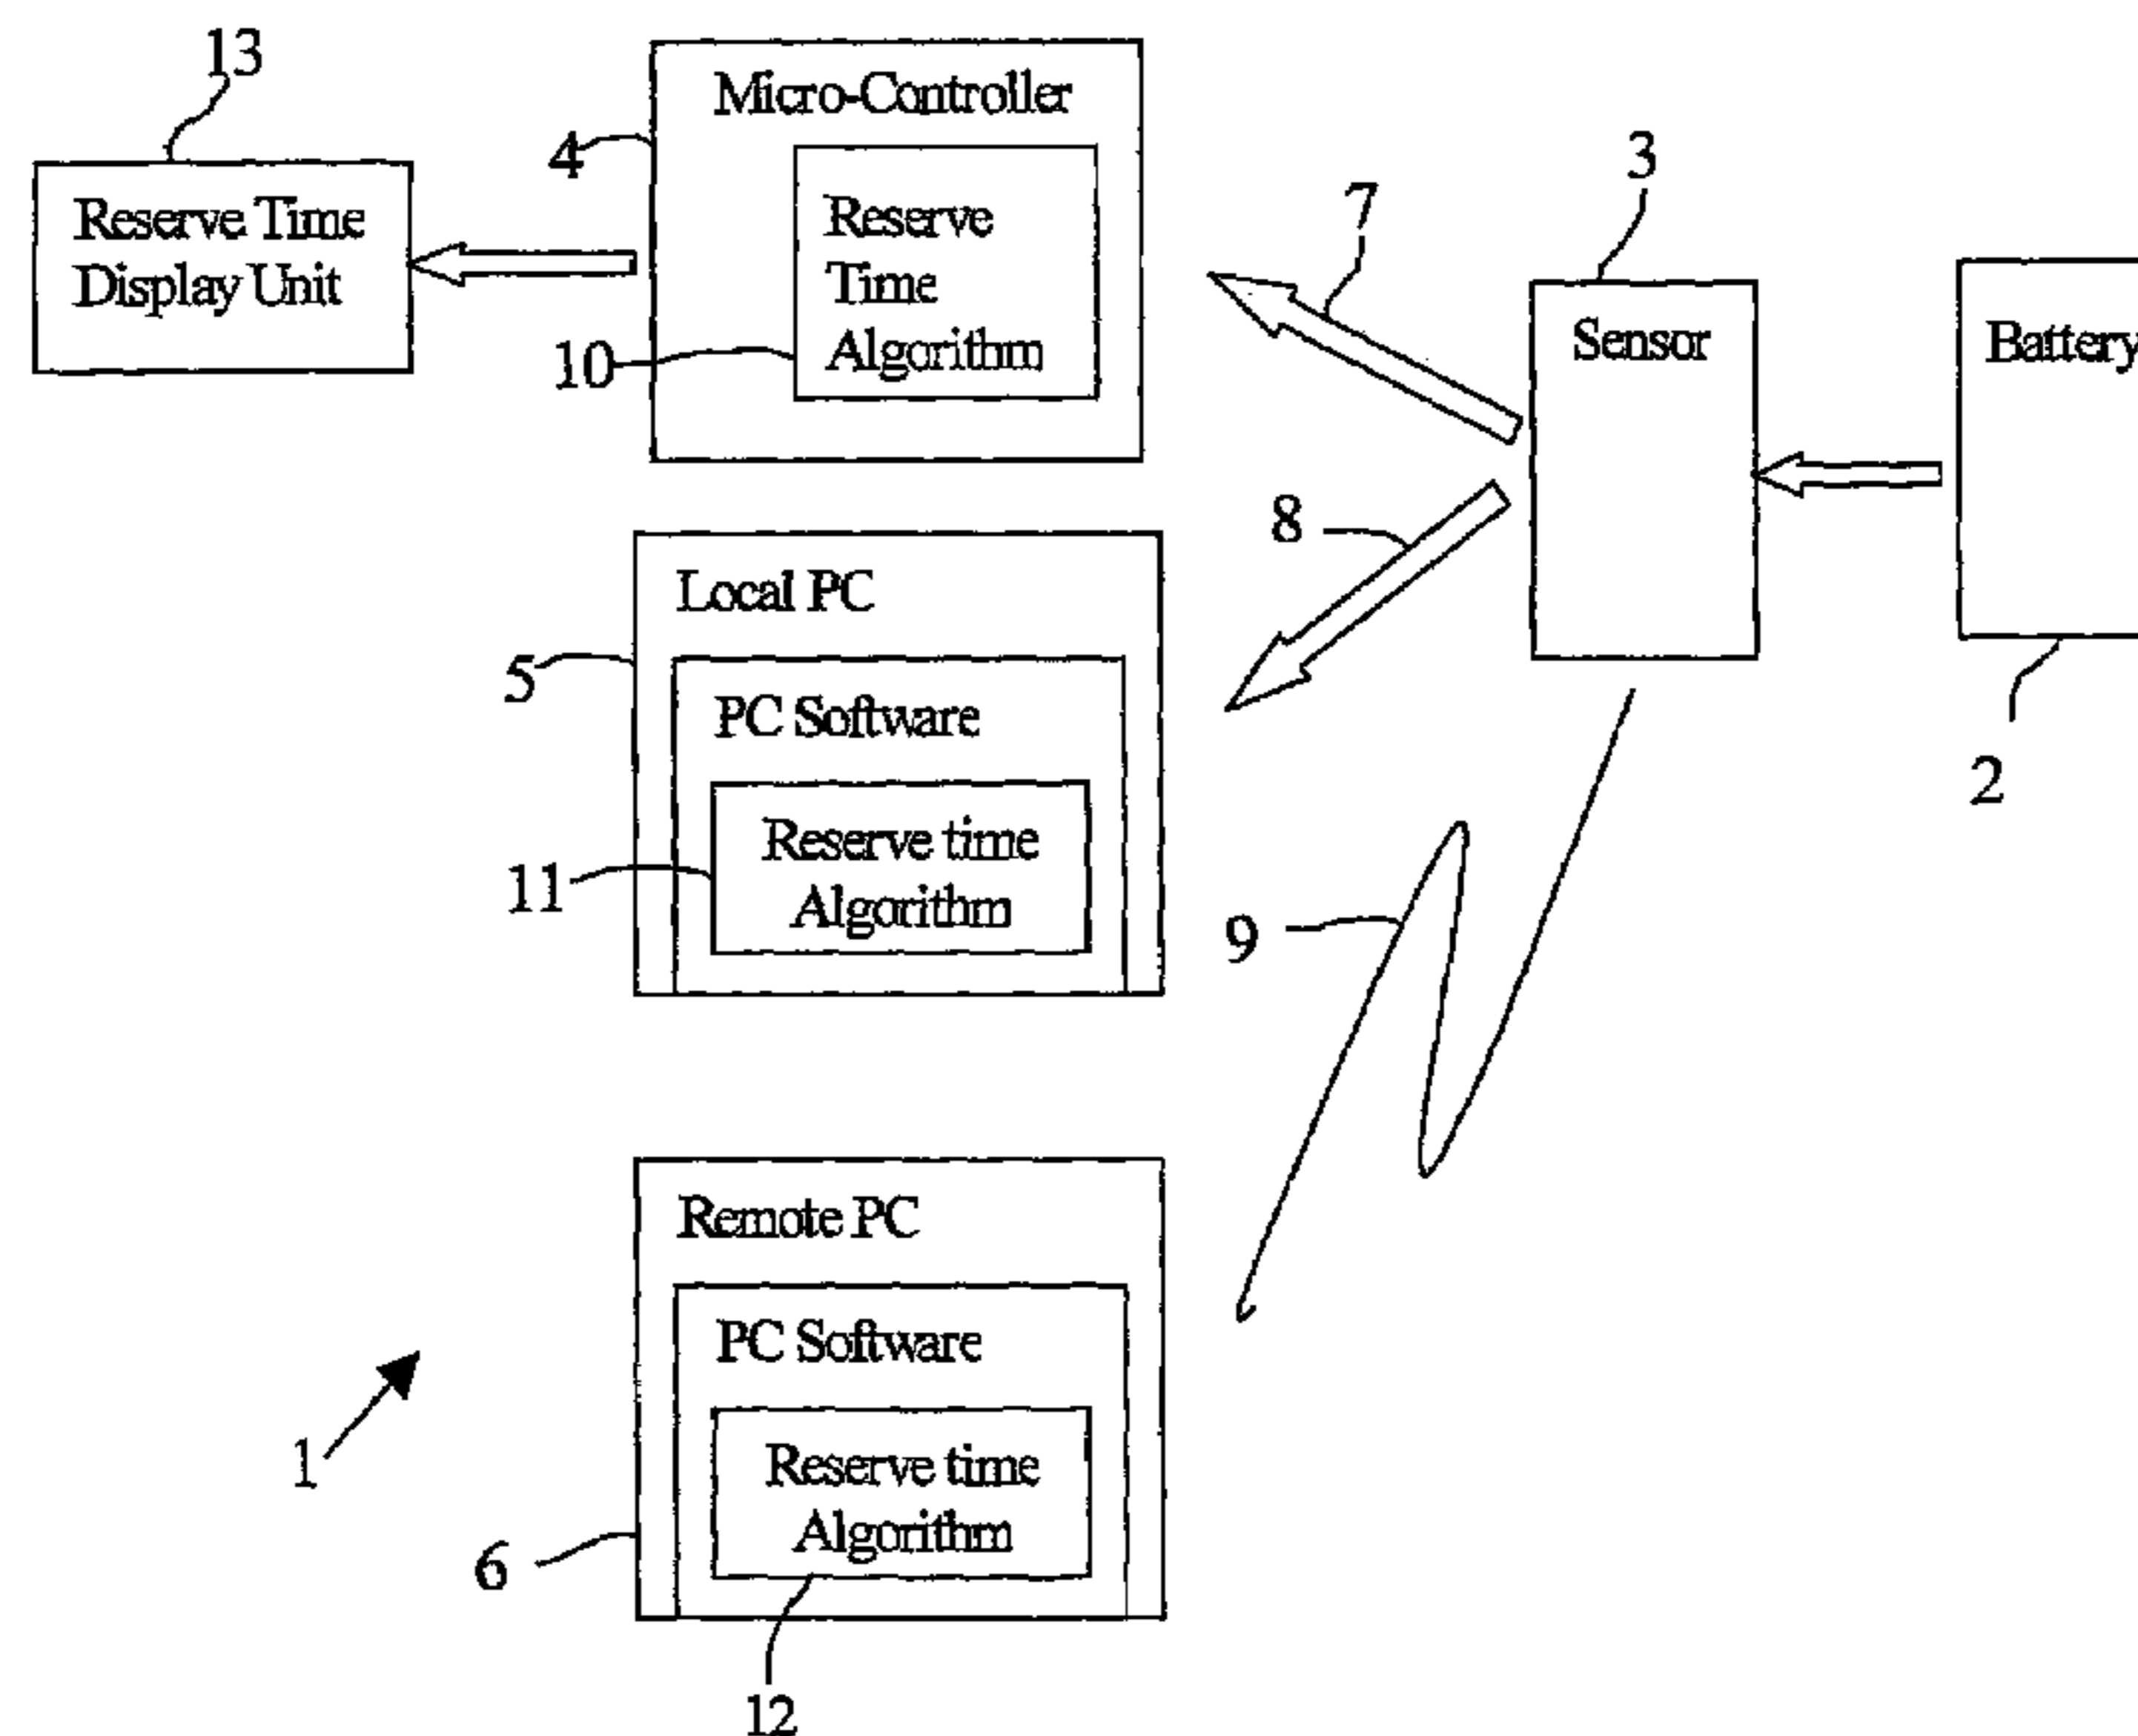 13
Reserve Time
Display Unit
4
Micro-Controller
Reserve
Time
Algorithm
10
7
3
Sensor
Battery
2
8
5
Local PC
PC Software
Reserve time
Algorithm
11
9
Remote PC
PC Software
Reserve time
Algorithm
1
6
12